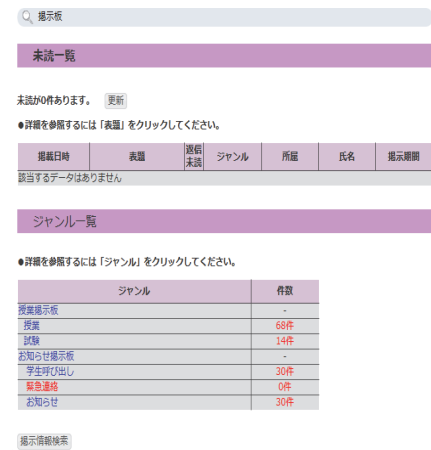 掲示板
未読一覧
未読が0件あります。 更新
●詳細を参照するには「表題」をクリックしてください。
掲載日時 表題 返信未読 ジャンル 所属 氏名 掲示期間
該当するデータはありません
ジャンル一覧
●詳細を参照するには「ジャンル」をクリックしてください。
ジャンル 件数
授業掲示板 -
授業 68件
試験 14件
お知らせ掲示板 -
学生呼び出し 30件
緊急連絡 0件
お知らせ 30件
掲示情報検索